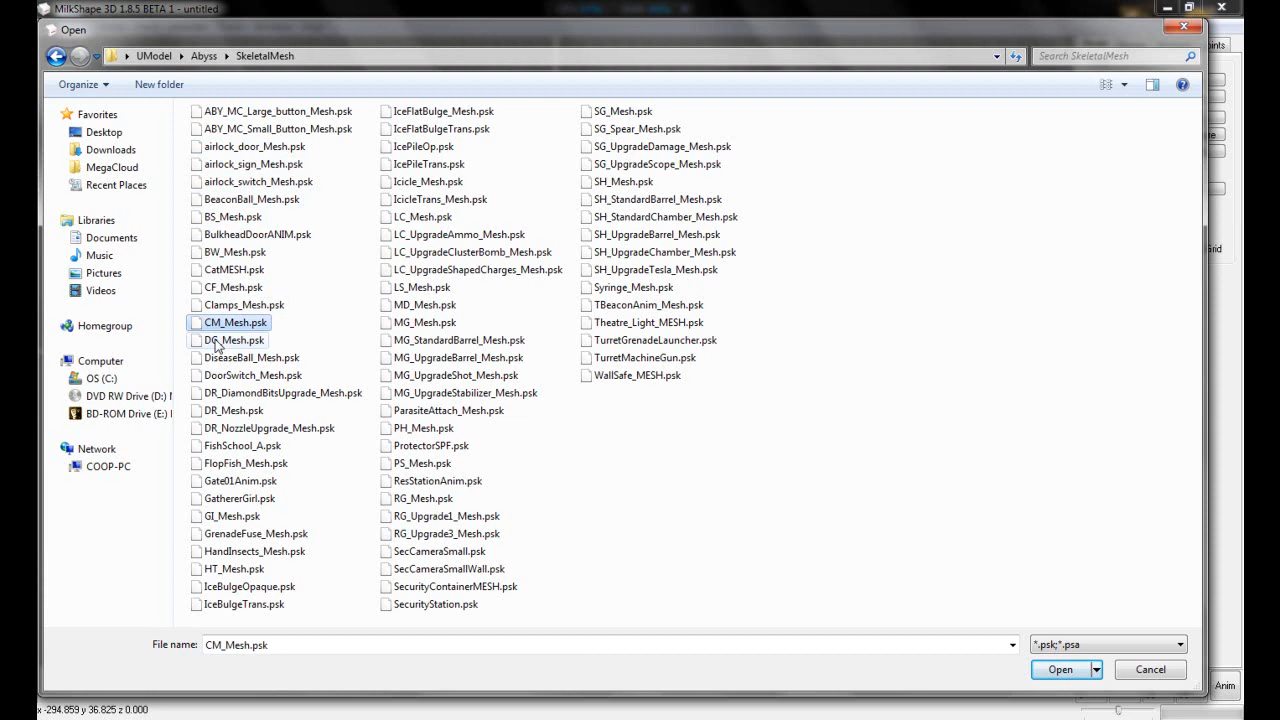 MilkShape 3D 1.8.5 BETA 1 - untitled
Open
UModel Abyss SkeletalMesh
Search SkeletalMesh
Organize New folder
Favorites
Desktop
Downloads
MegaCloud
Recent Places
Libraries
Documents
Music
Pictures
Videos
Homegroup
Computer
OS (C:)
DVD RW Drive (D:)
BD-ROM Drive (E:)
Network
COOP-PC
ABY_MC_Large_button_Mesh.psk
ABY_MC_Small_Button_Mesh.psk
airlock_door_Mesh.psk
airlock_sign_Mesh.psk
airlock_switch_Mesh.psk
BeaconBall_Mesh.psk
BS_Mesh.psk
BulkheadDoorANIM.psk
BW_Mesh.psk
CatMESH.psk
CF_Mesh.psk
Clamps_Mesh.psk
CM_Mesh.psk
DG_Mesh.psk
DiseaseBall_Mesh.psk
DoorSwitch_Mesh.psk
DR_DiamondBitsUpgrade_Mesh.psk
DR_Mesh.psk
DR_NozzleUpgrade_Mesh.psk
FishSchool_A.psk
FlopFish_Mesh.psk
Gate01Anim.psk
GathererGirl.psk
GI_Mesh.psk
GrenadeFuse_Mesh.psk
HandInsects_Mesh.psk
HT_Mesh.psk
IceBulgeOpaque.psk
IceBulgeTrans.psk
IceFlatBulge_Mesh.psk
IceFlatBulgeTrans.psk
IcePileOp.psk
IcePileTrans.psk
Icicle_Mesh.psk
IcicleTrans_Mesh.psk
LC_Mesh.psk
LC_UpgradeAmmo_Mesh.psk
LC_UpgradeClusterBomb_Mesh.psk
LC_UpgradeShapedCharges_Mesh.psk
LS_Mesh.psk
MD_Mesh.psk
MG_Mesh.psk
MG_StandardBarrel_Mesh.psk
MG_UpgradeBarrel_Mesh.psk
MG_UpgradeShot_Mesh.psk
MG_UpgradeStabilizer_Mesh.psk
ParasiteAttach_Mesh.psk
PH_Mesh.psk
ProtectorSPF.psk
PS_Mesh.psk
ResStationAnim.psk
RG_Mesh.psk
RG_Upgrade1_Mesh.psk
RG_Upgrade3_Mesh.psk
SecCameraSmall.psk
SecCameraSmallWall.psk
SecurityContainerMESH.psk
SecurityStation.psk
SG_Mesh.psk
SG_Spear_Mesh.psk
SG_UpgradeDamage_Mesh.psk
SG_UpgradeScope_Mesh.psk
SH_Mesh.psk
SH_StandardBarrel_Mesh.psk
SH_StandardChamber_Mesh.psk
SH_UpgradeBarrel_Mesh.psk
SH_UpgradeChamber_Mesh.psk
SH_UpgradeTesla_Mesh.psk
Syringe_Mesh.psk
TBeaconAnim_Mesh.psk
Theatre_Light_MESH.psk
TurretGrenadeLauncher.psk
TurretMachineGun.psk
WallSafe_MESH.psk
File name: CM_Mesh.psk
*.psk;*.psa
Open Cancel
Anim
x -294.859 y 36.825 z 0.000